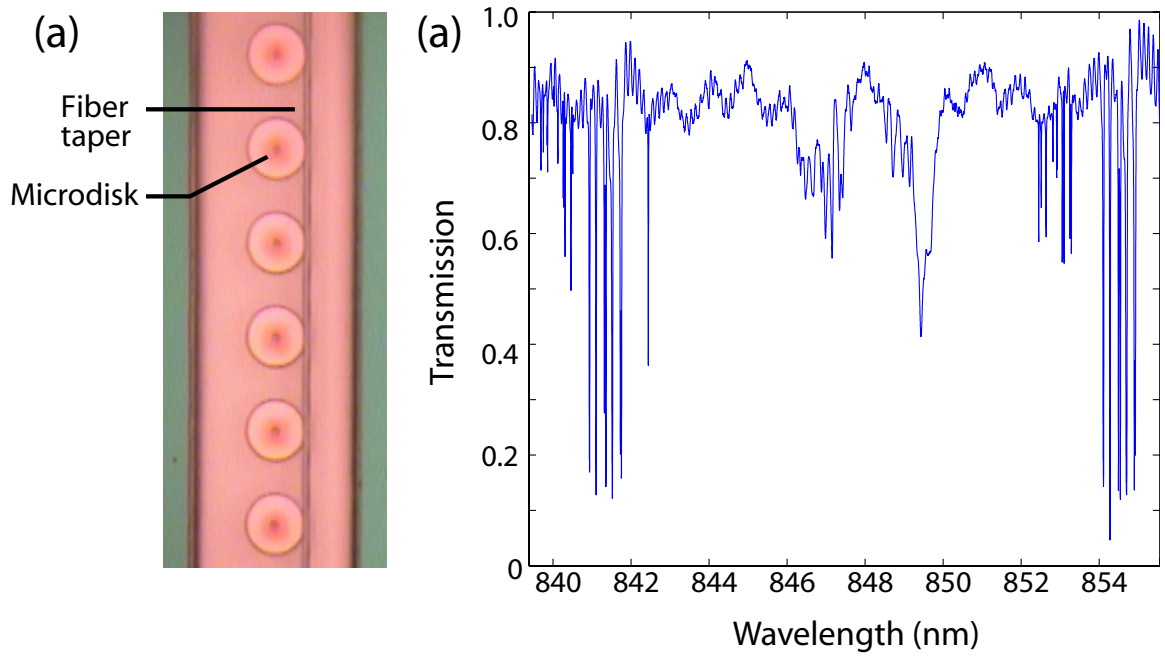 (a)
Fiber
taper
Microdisk
(a)
1.0
0.8
0.6
0.4
0.2
0
Transmission
840 842 844 846 848 850 852 854
Wavelength (nm)